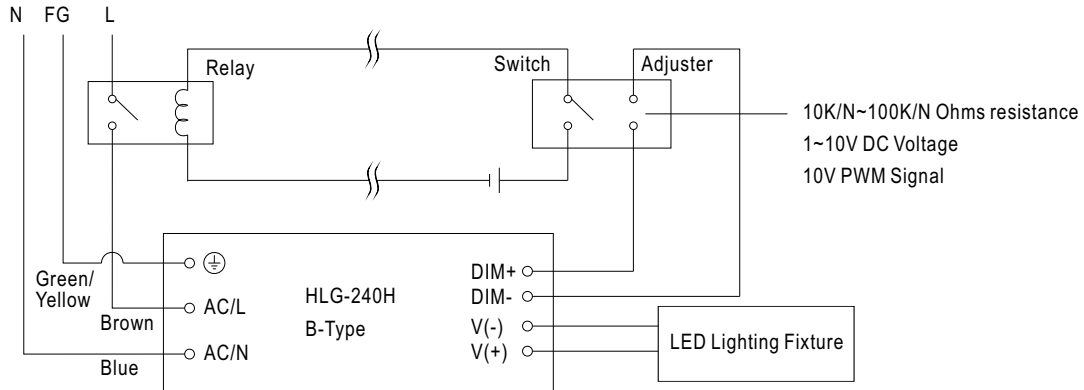 N FG L
Relay
Switch
Adjuster
10K/N~100K/N Ohms resistance
1~10V DC Voltage
10V PWM Signal
Green/
Yellow
Brown
Blue
AC/L
AC/N
HLG-240H
B-Type
DIM+
DIM-
V(-)
V(+)
LED Lighting Fixture